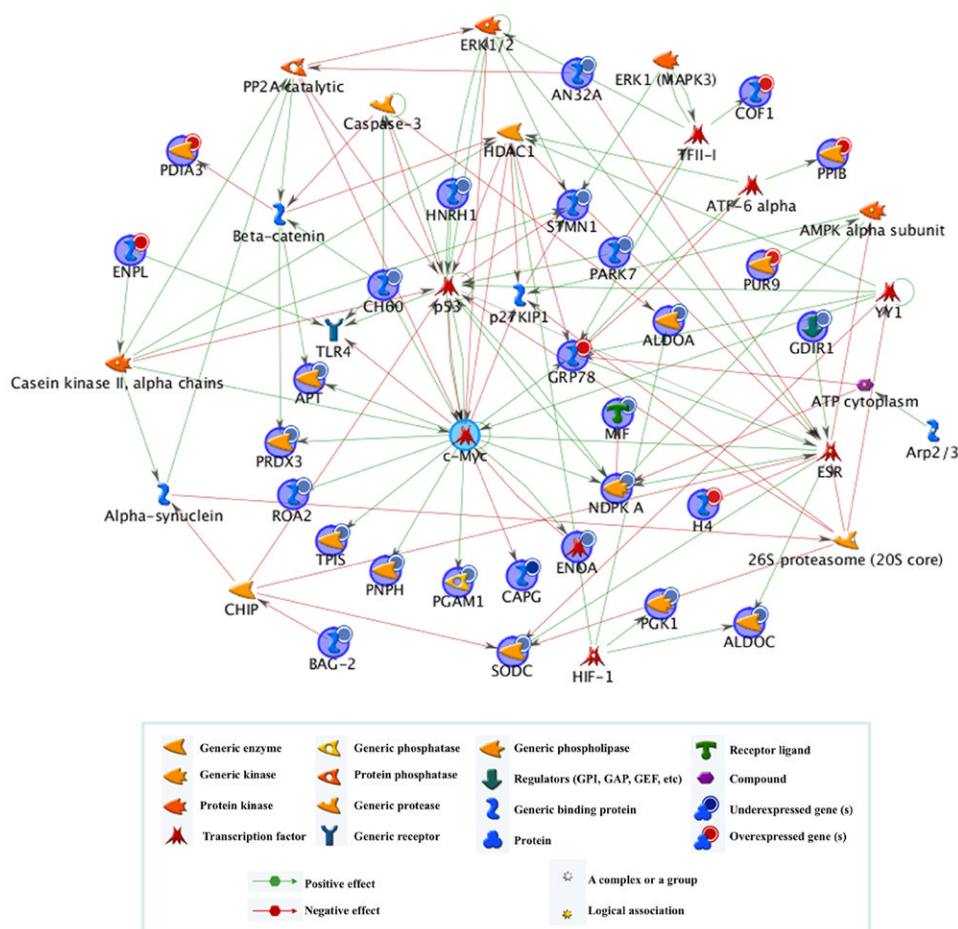 ERK1/2
PP2A catalytic
AN32A
ERK1 (MAPK3)
COF1
Caspase-3
HDAC1
TFII-I
PDIA3
PPIB
HNRH1
STMN1
ATP-6 alpha
AMPK alpha subunit
Beta-catenin
ENPL
PARK7
PUR9
CH60
p53
p27KIP1
YY1
TLR4
ALDOA
GDIR1
Casein kinase II, alpha chains
APT
GRP78
ATP cytoplasm
MIF
Arp2/3
PRDX3
c-Myc
ESR
NDPK A
Alpha-synuclein
ROA2
H4
TPIS
ENOA
26S proteasome (20S core)
PNPH
PGAM1
CAPG
CHIP
PGK1
ALDOC
BAG-2
SODC
HIF-1
Generic enzyme
Generic phosphatase
Generic phospholipase
Receptor ligand
Generic kinase
Protein phosphatase
Regulators (GPI, GAP, GEF, etc)
Compound
Protein kinase
Generic protease
Generic binding protein
Underexpressed gene (s)
Transcription factor
Generic receptor
Protein
Overexpressed gene (s)
Positive effect
A complex or a group
Negative effect
Logical association